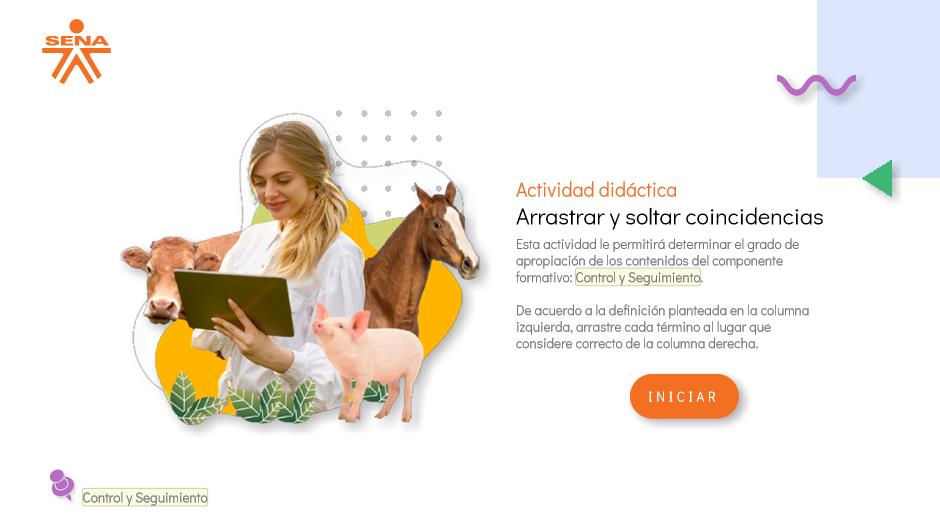 SENA
Actividad didáctica
Arrastrar y soltar coincidencias
Esta actividad le permitirá determinar el grado de
apropiación de los contenidos del componente
formativo: Control y Seguimiento.
De acuerdo a la definición planteada en la columna
izquierda, arrastre cada término al lugar que
considere correcto de la columna derecha.
INICIAR
Control y Seguimiento